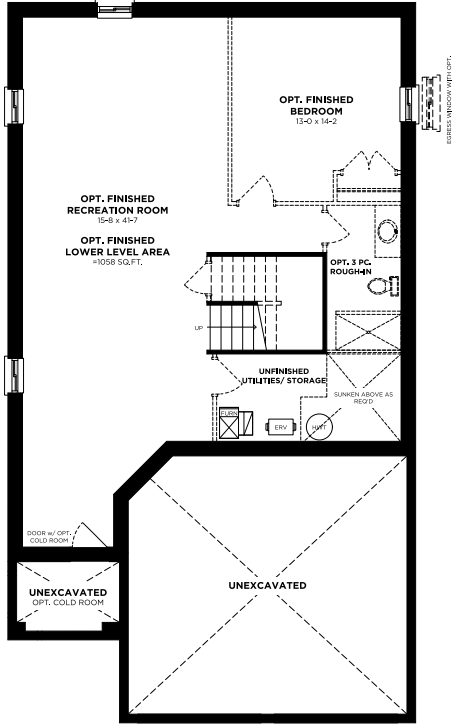 EGRESS WINDOW WITH OPT.
OPT. FINISHED
BEDROOM
13-0 x 14-2
OPT. FINISHED
RECREATION ROOM
15-8 x 41-7
OPT. FINISHED
LOWER LEVEL AREA
=1058 SQ.FT.
OPT. 3 PC.
ROUGH-IN
UP
UNFINISHED
UTILITIES/ STORAGE
SUNKEN ABOVE AS
REQ'D
FURN
ERV
HWT
DOOR w/ OPT.
COLD ROOM
UNEXCAVATED
OPT. COLD ROOM
UNEXCAVATED